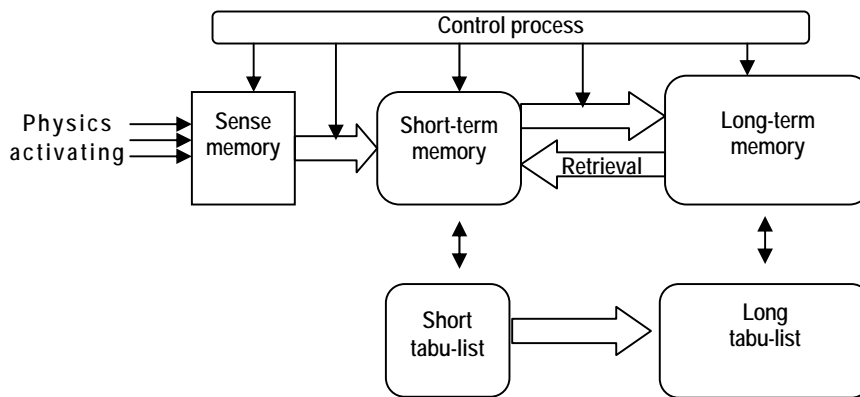 Control process
Physics
activating
Sense
memory
Short-term
memory
Retrieval
Long-term
memory
Short
tabu-list
Long
tabu-list